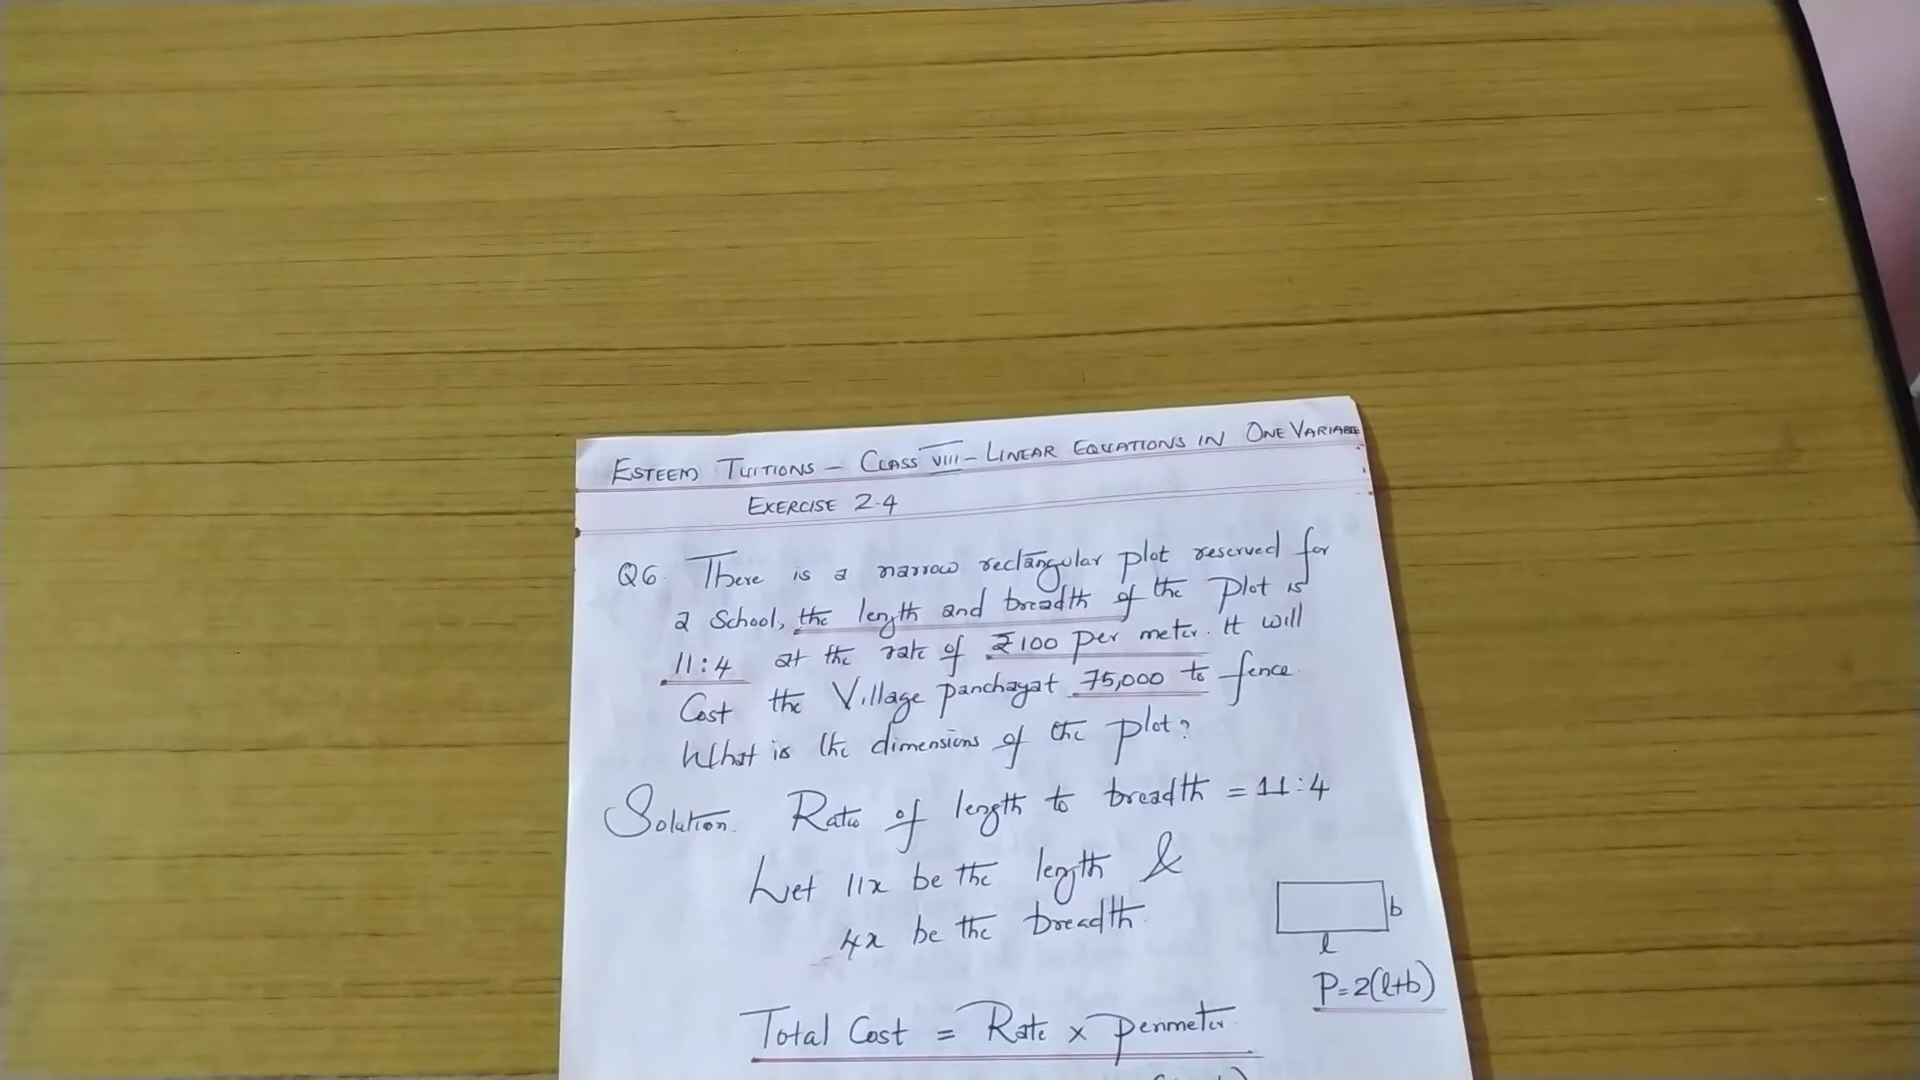 ESTEEM TUITIONS - CLASS VIII - LINEAR EQUATIONS IN ONE VARIABLE
EXERCISE 2.4
Q6. There is a narrow rectangular plot reserved for
a School, the length and breadth of the plot is
11:4 at the rate of ₹100 per meter. It will
Cost the Village panchayat 75,000 to fence.
What is the dimensions of the plot?
Solution. Ratio of length to breadth = 11:4
Let 11x be the length &
4x be the breadth.
b
l
P=2(l+b)
Total Cost = Rate × perimeter